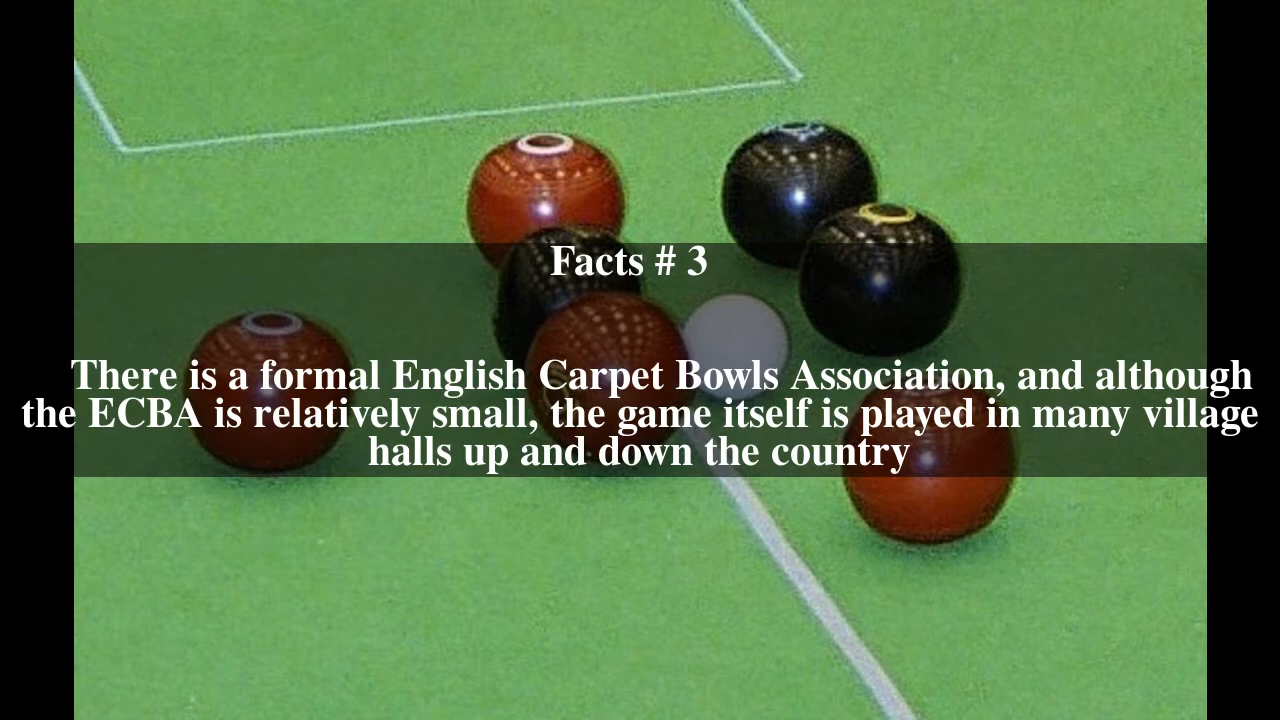 Facts # 3
There is a formal English Carpet Bowls Association, and although
the ECBA is relatively small, the game itself is played in many village
halls up and down the country